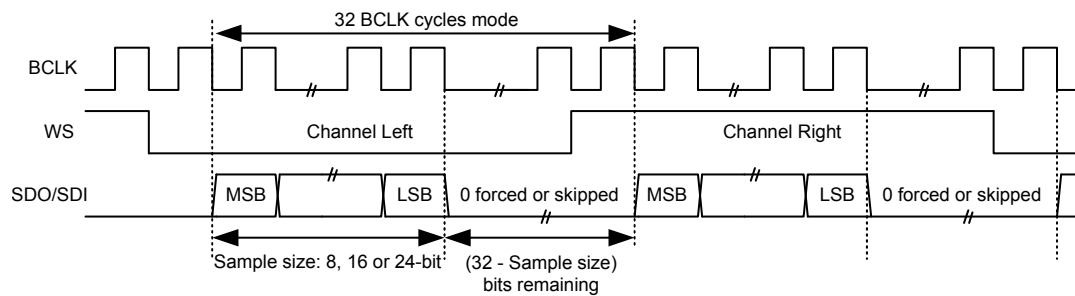 32 BCLK cycles mode
BCLK
WS
Channel Left
Channel Right
SDO/SDI
MSB
LSB
0 forced or skipped
MSB
LSB
0 forced or skipped
Sample size: 8, 16 or 24-bit
(32 - Sample size)
bits remaining